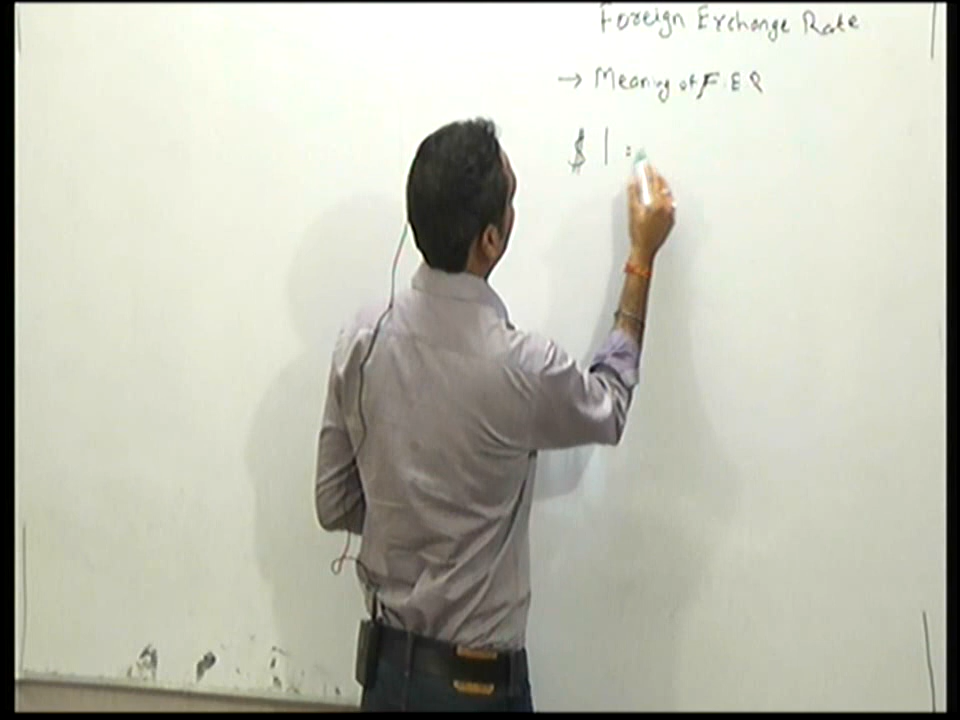 Foreign Exchange Rate
→ Meaning of F.E.R
$ 1 =